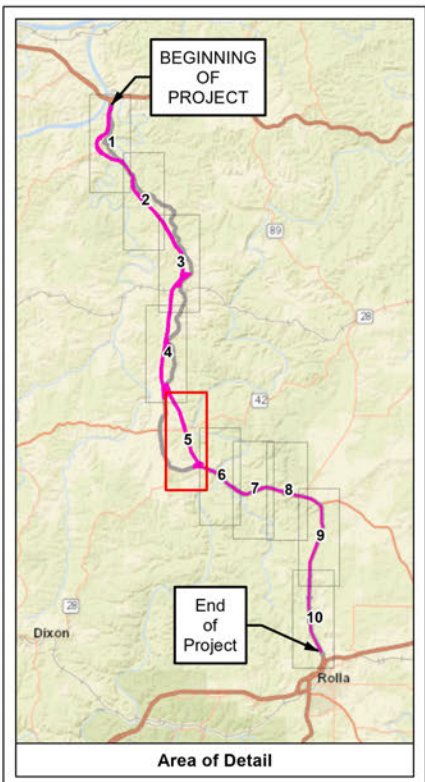 BEGINNING
OF
PROJECT
1
2
89
3
28
4
42
5
6
7
8
9
10
28
End
of
Project
Dixon
Rolla
Area of Detail